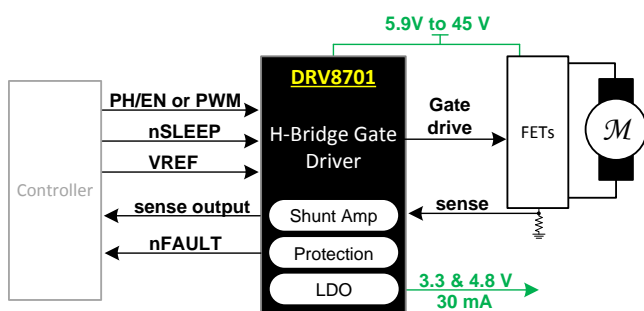 5.9V to 45 V
DRV8701
H-Bridge Gate
Driver
Controller
PH/EN or PWM
nSLEEP
VREF
sense output
nFAULT
Gate
drive
FETs
M
sense
Shunt Amp
Protection
LDO
3.3 & 4.8 V
30 mA